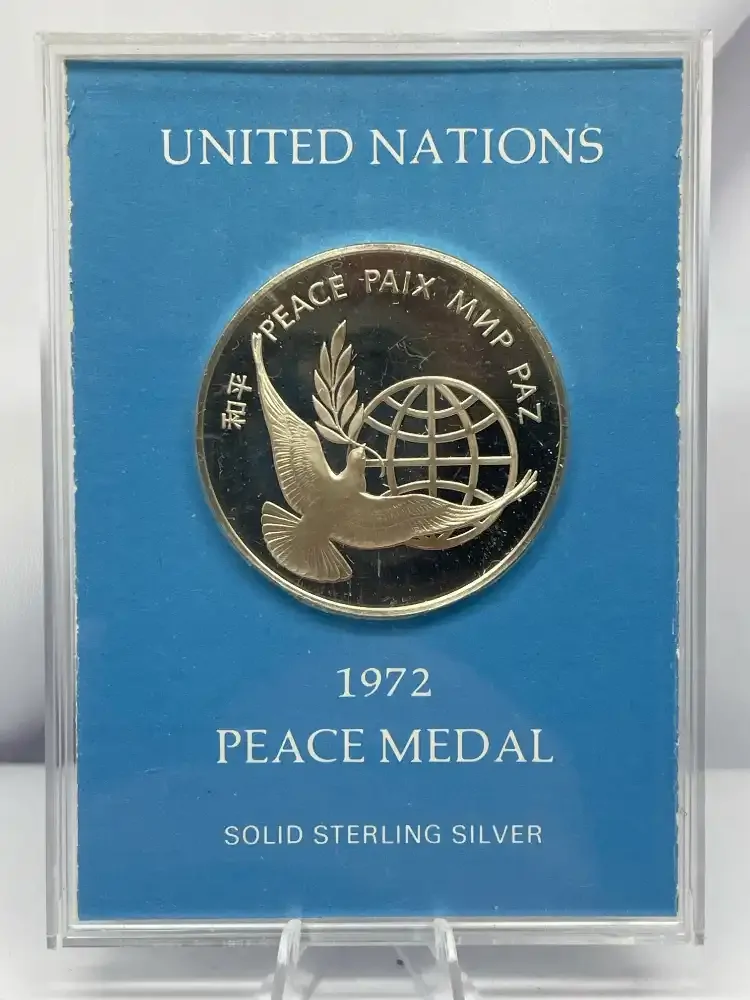 UNITED NATIONS
和平 PEACE PAIX МИР PAZ
1972
PEACE MEDAL
SOLID STERLING SILVER